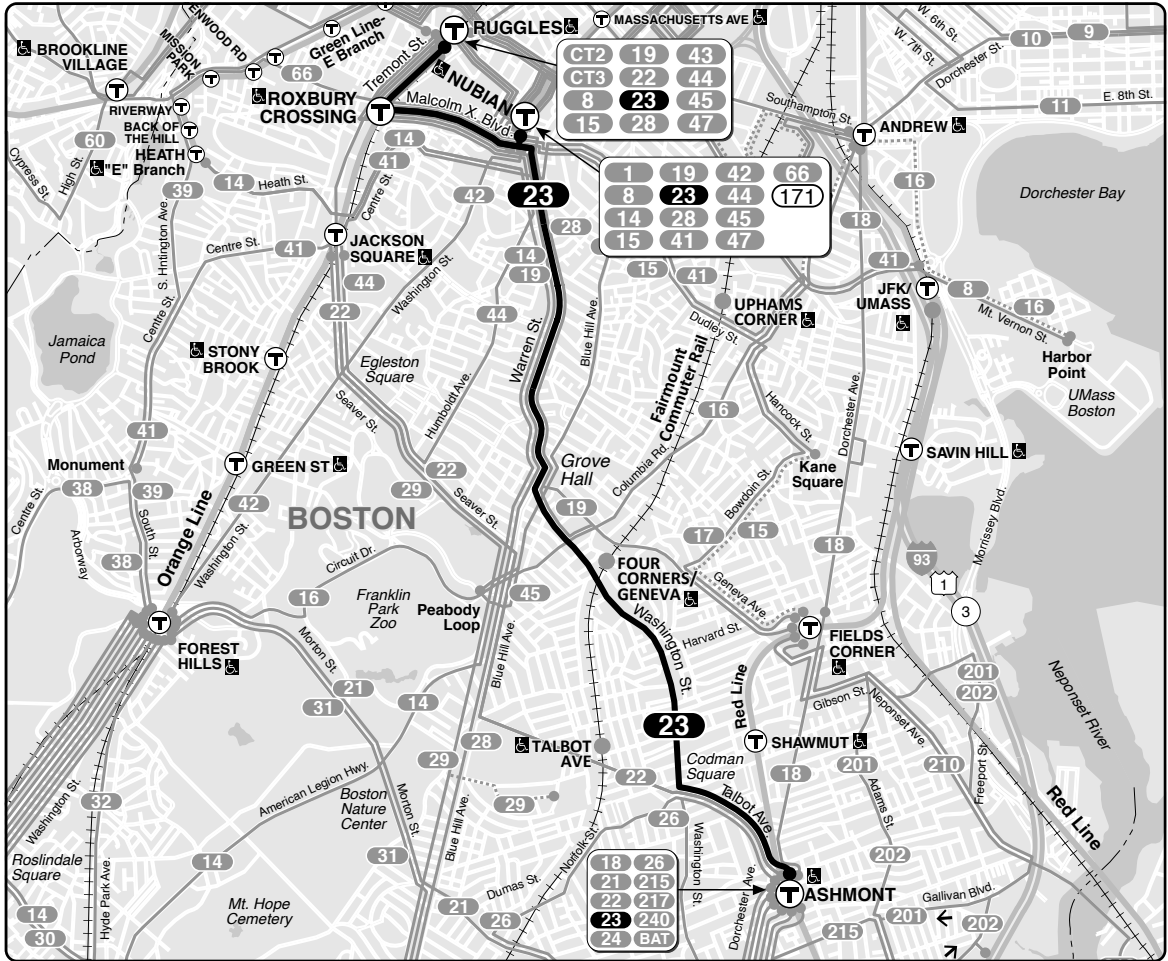 BROOKLINE
VILLAGE
T
ENWOOD RD
MISSION
PARK
Green Line-
E Branch
66
Tremont St.
RUGGLES
MASSACHUSETTS AVE
W. 6th St.
W. 7th St.
Dorchester St.
10
9
11
E. 8th St.
CT2 19 43
CT3 22 44
8 23 45
15 28 47
RIVERWAY
BACK OF
THE HILL
HEATH
"E" Branch
60
High St.
Cypress St.
ROXBURY
CROSSING
Malcolm X. Blvd.
NUBIAN
Southampton St.
ANDREW
16
Dorchester Bay
1 19 42 66
8 23 44 171
14 28 45
15 41 47
39
14
Heath St.
14
41
Centre St.
42
23
28
18
S. Hntington Ave.
Centre St.
41
JACKSON
SQUARE
44
22
Washington St.
14
19
44
15
41
41
JFK/
UMASS
8
16
Mt. Vernon St.
Harbor
Point
UMass
Boston
UPHAMS
CORNER
Dudley St.
Jamaica
Pond
Centre St.
STONY
BROOK
Egleston
Square
Seaver St.
Humboldt Ave.
Warren St.
Blue Hill Ave.
Fairmount
Commuter Rail
16
Hancock St.
Dorchester Ave.
41
Monument
38
39
Centre St.
GREEN ST
42
22
29
Seaver St.
Grove
Hall
Columbia Rd.
19
Kane
Square
SAVIN HILL
Morrissey Blvd.
BOSTON
Arborway
South St.
38
Orange Line
Washington St.
Circuit Dr.
Bowdoin St.
17
15
18
93
1
3
16
Franklin
Park
Zoo
Peabody
Loop
45
FOUR
CORNERS/
GENEVA
Geneva Ave.
Washington St.
Harvard St.
FIELDS
CORNER
FOREST
HILLS
Morton St.
21
31
14
Blue Hill Ave.
Red Line
201
202
Neponset River
Gibson St.
Neponset Ave.
28
29
TALBOT
AVE
23
SHAWMUT
Codman
Square
18
201
210
Freeport St.
Adams St.
Red Line
22
29
American Legion Hwy.
Boston
Nature
Center
Morton St.
Blue Hill Ave.
Talbot Ave.
26
Washington St.
Norfolk St.
Washington St.
32
Roslindale
Square
14
31
202
Dumas St.
18 26
21 215
22 217
23 240
24 BAT
ASHMONT
Gallivan Blvd.
Mt. Hope
Cemetery
Hyde Park Ave.
14
30
21
26
Dorchester Ave.
215
201
202